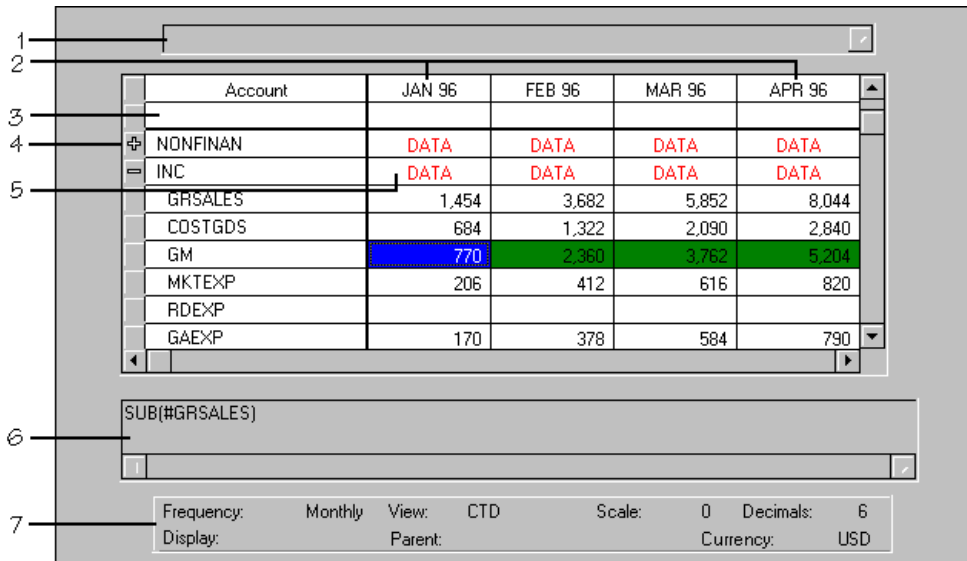 1
2
Account JAN 96 FEB 96 MAR 96 APR 96
3
4 NONFINAN DATA DATA DATA DATA
INC DATA DATA DATA DATA
5
GRSALES 1,454 3,682 5,852 8,044
COSTGDS 684 1,322 2,090 2,840
GM 770 2,360 3,762 5,204
MKTEXP 206 412 616 820
RDEXP
GAEXP 170 378 584 790
SUB(#GRSALES)
6
7
Frequency: Monthly View: CTD Scale: 0 Decimals: 6
Display: Parent: Currency: USD